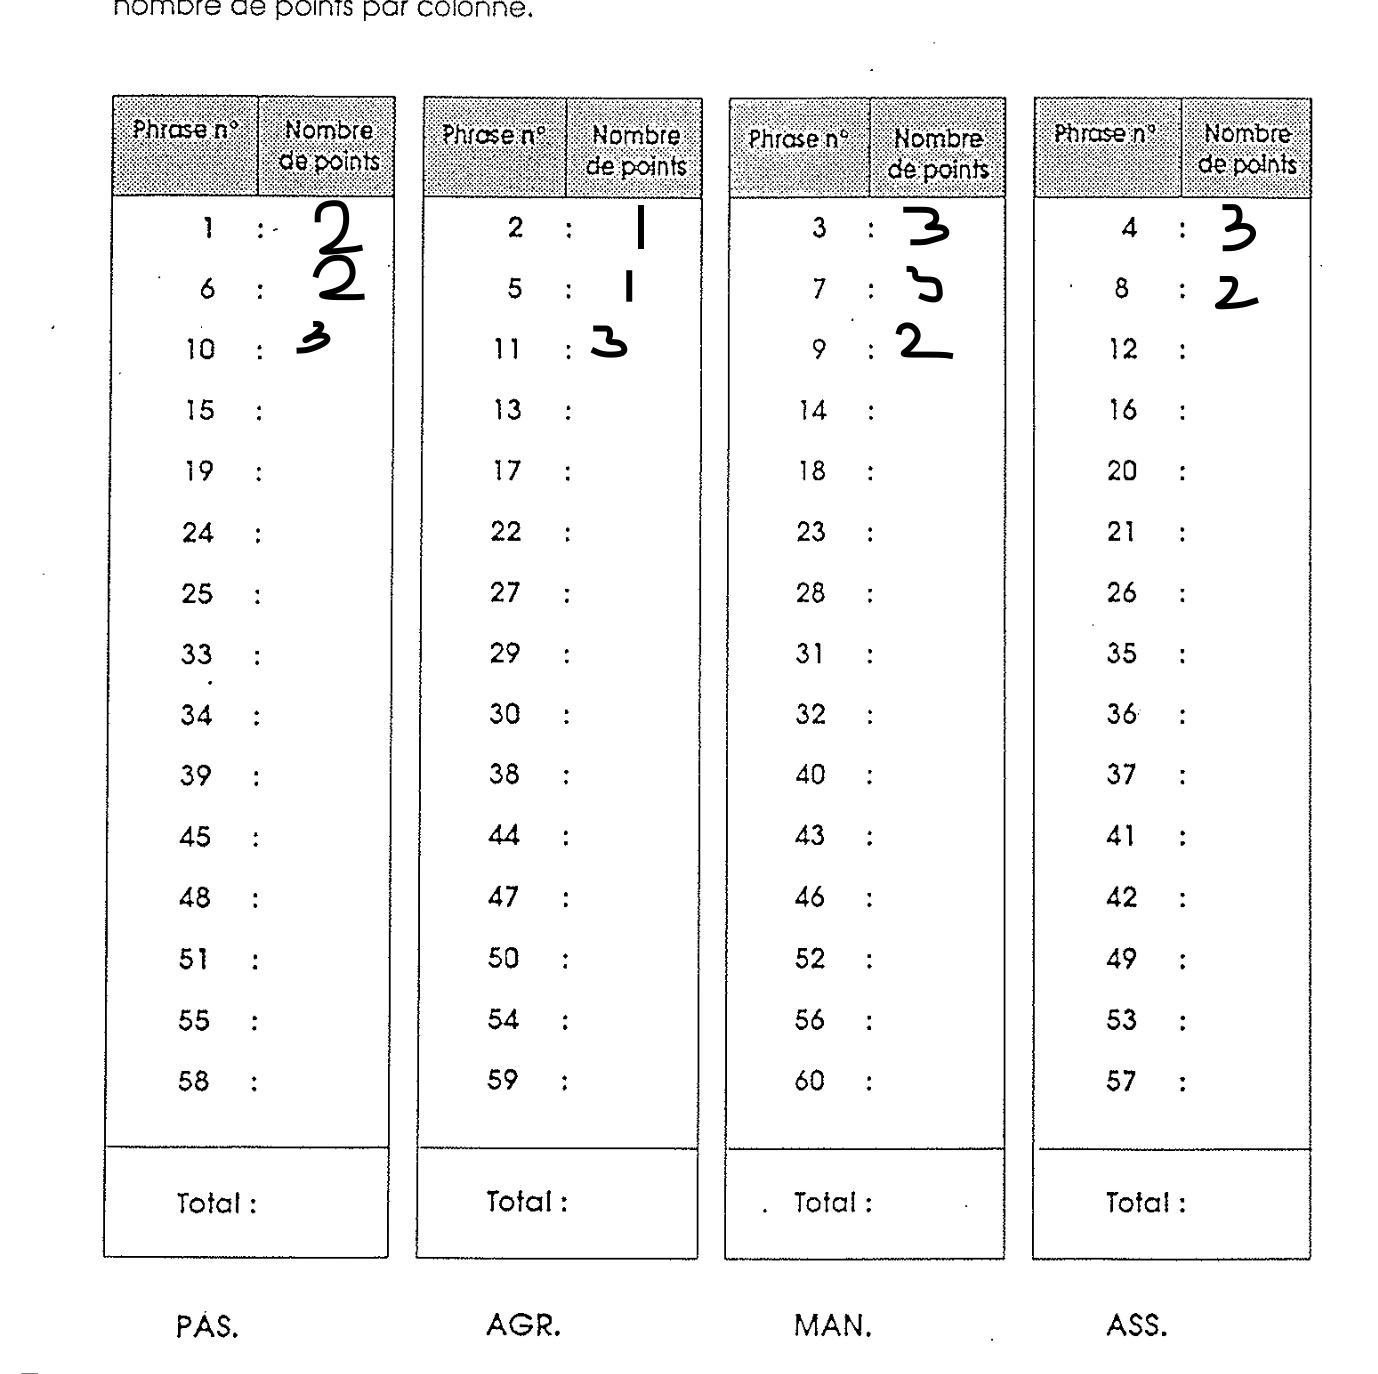 nombre de points par colonne.
Phrase n° Nombre de points Phrase n° Nombre de points Phrase n° Nombre de points Phrase n° Nombre de points
1 : 2 2 : 1 3 : 3 4 : 3
6 : 2 5 : 1 7 : 8 : 2
10 : 3 11 : 3 9 : 2 12 :
15 : 13 : 14 : 16 :
19 : 17 : 18 : 20 :
24 : 22 : 23 : 21 :
25 : 27 : 28 : 26 :
33 : 29 : 31 : 35 :
34 : 30 : 32 : 36 :
39 : 38 : 40 : 37 :
45 : 44 : 43 : 41 :
48 : 47 : 46 : 42 :
51 : 50 : 52 : 49 :
55 : 54 : 56 : 53 :
58 : 59 : 60 : 57 :
Total : Total : Total : Total :
PAS. AGR. MAN. ASS.